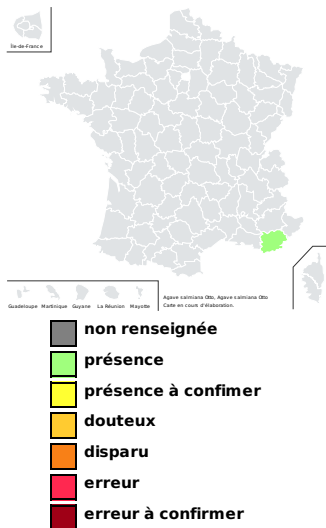 Île-de-France
Guadeloupe Martinique Guyane La Réunion Mayotte
Agave salmiana Otto, Agave salmiana Otto
Carte en cours d'élaboration.
non renseignée
présence
présence à confimer
douteux
disparu
erreur
erreur à confirmer